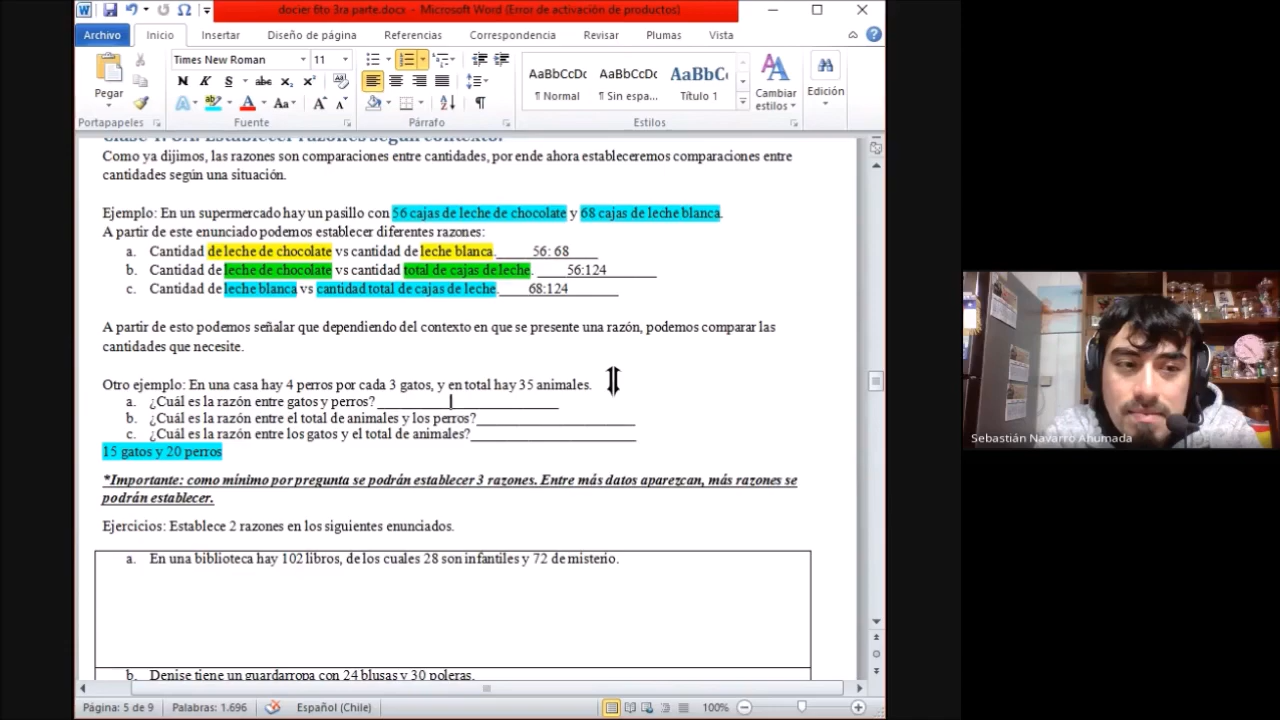 docier 6to 3ra parte.docx - Microsoft Word (Error de activación de productos)
Archivo Inicio Insertar Diseño de página Referencias Correspondencia Revisar Plumas Vista
Times New Roman 11
Pegar
N K S abc x₂ x²
Aa
AaBbCcDc AaBbCcDc AaBbC
¶ Normal ¶ Sin espa... Título 1
Cambiar estilos
Edición
Portapapeles Fuente Párrafo Estilos
Establecer razones según contexto.
Como ya dijimos, las razones son comparaciones entre cantidades, por ende ahora estableceremos comparaciones entre
cantidades según una situación.
Ejemplo: En un supermercado hay un pasillo con 56 cajas de leche de chocolate y 68 cajas de leche blanca.
A partir de este enunciado podemos establecer diferentes razones:
a. Cantidad de leche de chocolate vs cantidad de leche blanca. 56: 68
b. Cantidad de leche de chocolate vs cantidad total de cajas de leche. 56:124
c. Cantidad de leche blanca vs cantidad total de cajas de leche. 68:124
A partir de esto podemos señalar que dependiendo del contexto en que se presente una razón, podemos comparar las
cantidades que necesite.
Otro ejemplo: En una casa hay 4 perros por cada 3 gatos, y en total hay 35 animales.
a. ¿Cuál es la razón entre gatos y perros?
b. ¿Cuál es la razón entre el total de animales y los perros?
c. ¿Cuál es la razón entre los gatos y el total de animales?
15 gatos y 20 perros
*Importante: como mínimo por pregunta se podrán establecer 3 razones. Entre más datos aparezcan, más razones se
podrán establecer.
Ejercicios: Establece 2 razones en los siguientes enunciados.
a. En una biblioteca hay 102 libros, de los cuales 28 son infantiles y 72 de misterio.
b. Denise tiene un guardarropa con 24 blusas y 30 poleras.
Página: 5 de 9 Palabras: 1.696 Español (Chile) 100%
Sebastián Navarro Ahumada